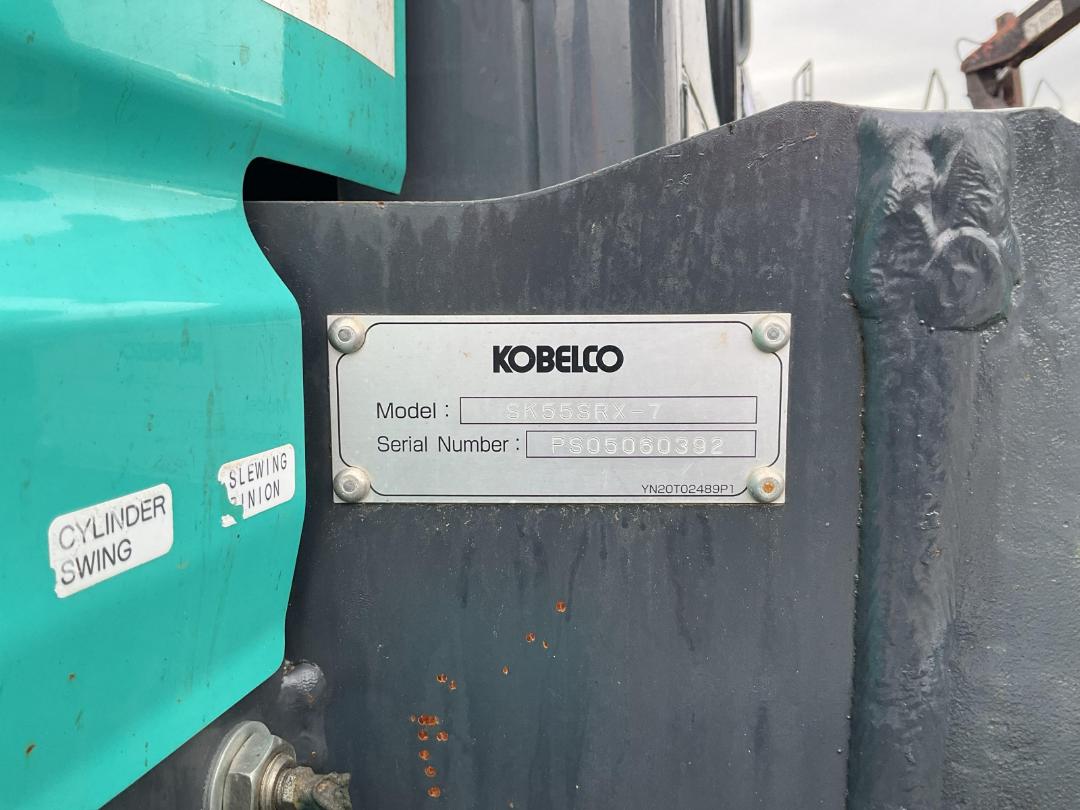 KOBELCO
Model : SK55SRX-7
Serial Number : PS05060392
YN20T02489P1
SLEWING
PINION
CYLINDER
SWING